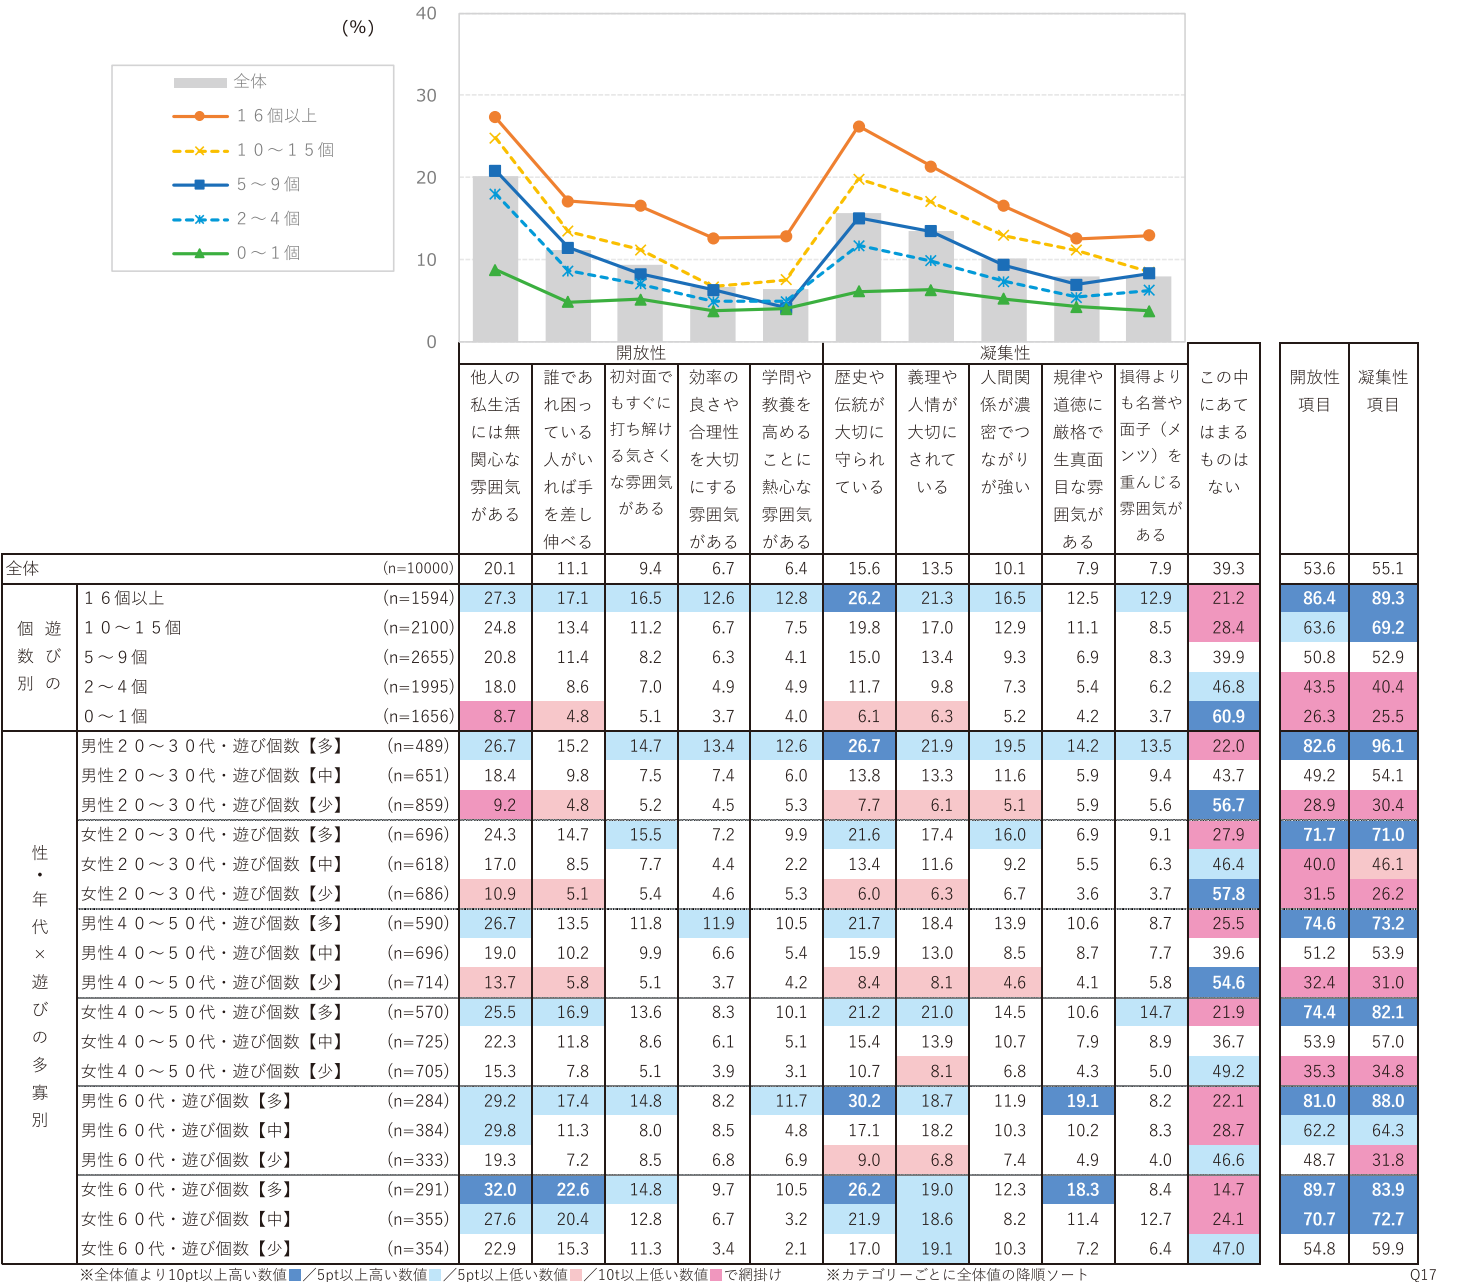 (%)
40
30
20
10
0
全体
１６個以上
１０～１５個
５～９個
２～４個
０～１個
開放性 凝集性
他人の私生活には無関心な雰囲気がある
誰であれ困っている人がいれば手を差し伸べる
初対面でもすぐに打ち解ける気さくな雰囲気がある
効率の良さや合理性を大切にする雰囲気がある
学問や教養を高めることに熱心な雰囲気がある
歴史や伝統が大切に守られている
義理や人情が大切にされている
人間関係が濃密でつながりが強い
規律や道徳に厳格で生真面目な雰囲気がある
損得よりも名誉や面子（メンツ）を重んじる雰囲気がある
この中にあてはまるものはない
開放性項目
凝集性項目
全体 (n=10000) 20.1 11.1 9.4 6.7 6.4 15.6 13.5 10.1 7.9 7.9 39.3 53.6 55.1
遊びの個数別
１６個以上 (n=1594) 27.3 17.1 16.5 12.6 12.8 26.2 21.3 16.5 12.5 12.9 21.2 86.4 89.3
１０～１５個 (n=2100) 24.8 13.4 11.2 6.7 7.5 19.8 17.0 12.9 11.1 8.5 28.4 63.6 69.2
５～９個 (n=2655) 20.8 11.4 8.2 6.3 4.1 15.0 13.4 9.3 6.9 8.3 39.9 50.8 52.9
２～４個 (n=1995) 18.0 8.6 7.0 4.9 4.9 11.7 9.8 7.3 5.4 6.2 46.8 43.5 40.4
０～１個 (n=1656) 8.7 4.8 5.1 3.7 4.0 6.1 6.3 5.2 4.2 3.7 60.9 26.3 25.5
性・年代×遊びの多寡別
男性２０～３０代・遊び個数【多】 (n=489) 26.7 15.2 14.7 13.4 12.6 26.7 21.9 19.5 14.2 13.5 22.0 82.6 96.1
男性２０～３０代・遊び個数【中】 (n=651) 18.4 9.8 7.5 7.4 6.0 13.8 13.3 11.6 5.9 9.4 43.7 49.2 54.1
男性２０～３０代・遊び個数【少】 (n=859) 9.2 4.8 5.2 4.5 5.3 7.7 6.1 5.1 5.9 5.6 56.7 28.9 30.4
女性２０～３０代・遊び個数【多】 (n=696) 24.3 14.7 15.5 7.2 9.9 21.6 17.4 16.0 6.9 9.1 27.9 71.7 71.0
女性２０～３０代・遊び個数【中】 (n=618) 17.0 8.5 7.7 4.4 2.2 13.4 11.6 9.2 5.5 6.3 46.4 40.0 46.1
女性２０～３０代・遊び個数【少】 (n=686) 10.9 5.1 5.4 4.6 5.3 6.0 6.3 6.7 3.6 3.7 57.8 31.5 26.2
男性４０～５０代・遊び個数【多】 (n=590) 26.7 13.5 11.8 11.9 10.5 21.7 18.4 13.9 10.6 8.7 25.5 74.6 73.2
男性４０～５０代・遊び個数【中】 (n=696) 19.0 10.2 9.9 6.6 5.4 15.9 13.0 8.5 8.7 7.7 39.6 51.2 53.9
男性４０～５０代・遊び個数【少】 (n=714) 13.7 5.8 5.1 3.7 4.2 8.4 8.1 4.6 4.1 5.8 54.6 32.4 31.0
女性４０～５０代・遊び個数【多】 (n=570) 25.5 16.9 13.6 8.3 10.1 21.2 21.0 14.5 10.6 14.7 21.9 74.4 82.1
女性４０～５０代・遊び個数【中】 (n=725) 22.3 11.8 8.6 6.1 5.1 15.4 13.9 10.7 7.9 8.9 36.7 53.9 57.0
女性４０～５０代・遊び個数【少】 (n=705) 15.3 7.8 5.1 3.9 3.1 10.7 8.1 6.8 4.3 5.0 49.2 35.3 34.8
男性６０代・遊び個数【多】 (n=284) 29.2 17.4 14.8 8.2 11.7 30.2 18.7 11.9 19.1 8.2 22.1 81.0 88.0
男性６０代・遊び個数【中】 (n=384) 29.8 11.3 8.0 8.5 4.8 17.1 18.2 10.3 10.2 8.3 28.7 62.2 64.3
男性６０代・遊び個数【少】 (n=333) 19.3 7.2 8.5 6.8 6.9 9.0 6.8 7.4 4.9 4.0 46.6 48.7 31.8
女性６０代・遊び個数【多】 (n=291) 32.0 22.6 14.8 9.7 10.5 26.2 19.0 12.3 18.3 8.4 14.7 89.7 83.9
女性６０代・遊び個数【中】 (n=355) 27.6 20.4 12.8 6.7 3.2 21.9 18.6 8.2 11.4 12.7 24.1 70.7 72.7
女性６０代・遊び個数【少】 (n=354) 22.9 15.3 11.3 3.4 2.1 17.0 19.1 10.3 7.2 6.4 47.0 54.8 59.9
※全体値より10pt以上高い数値■／5pt以上高い数値■／5pt以上低い数値■／10t以上低い数値■で網掛け ※カテゴリーごとに全体値の降順ソート Q17